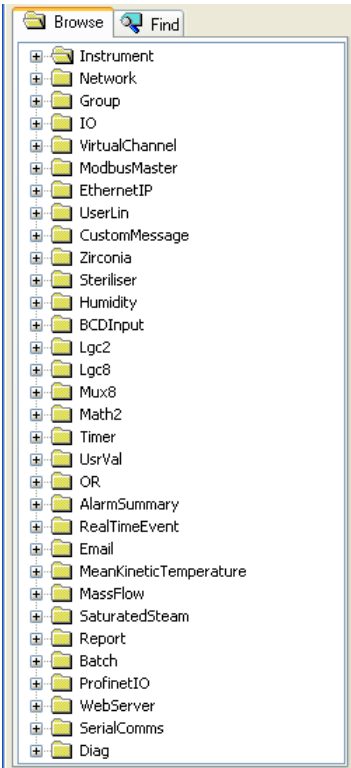 Browse Find
Instrument
Network
Group
IO
VirtualChannel
ModbusMaster
EthernetIP
UserLin
CustomMessage
Zirconia
Steriliser
Humidity
BCDInput
Lgc2
Lgc8
Mux8
Math2
Timer
UsrVal
OR
AlarmSummary
RealTimeEvent
Email
MeanKineticTemperature
MassFlow
SaturatedSteam
Report
Batch
ProfinetIO
WebServer
SerialComms
Diag